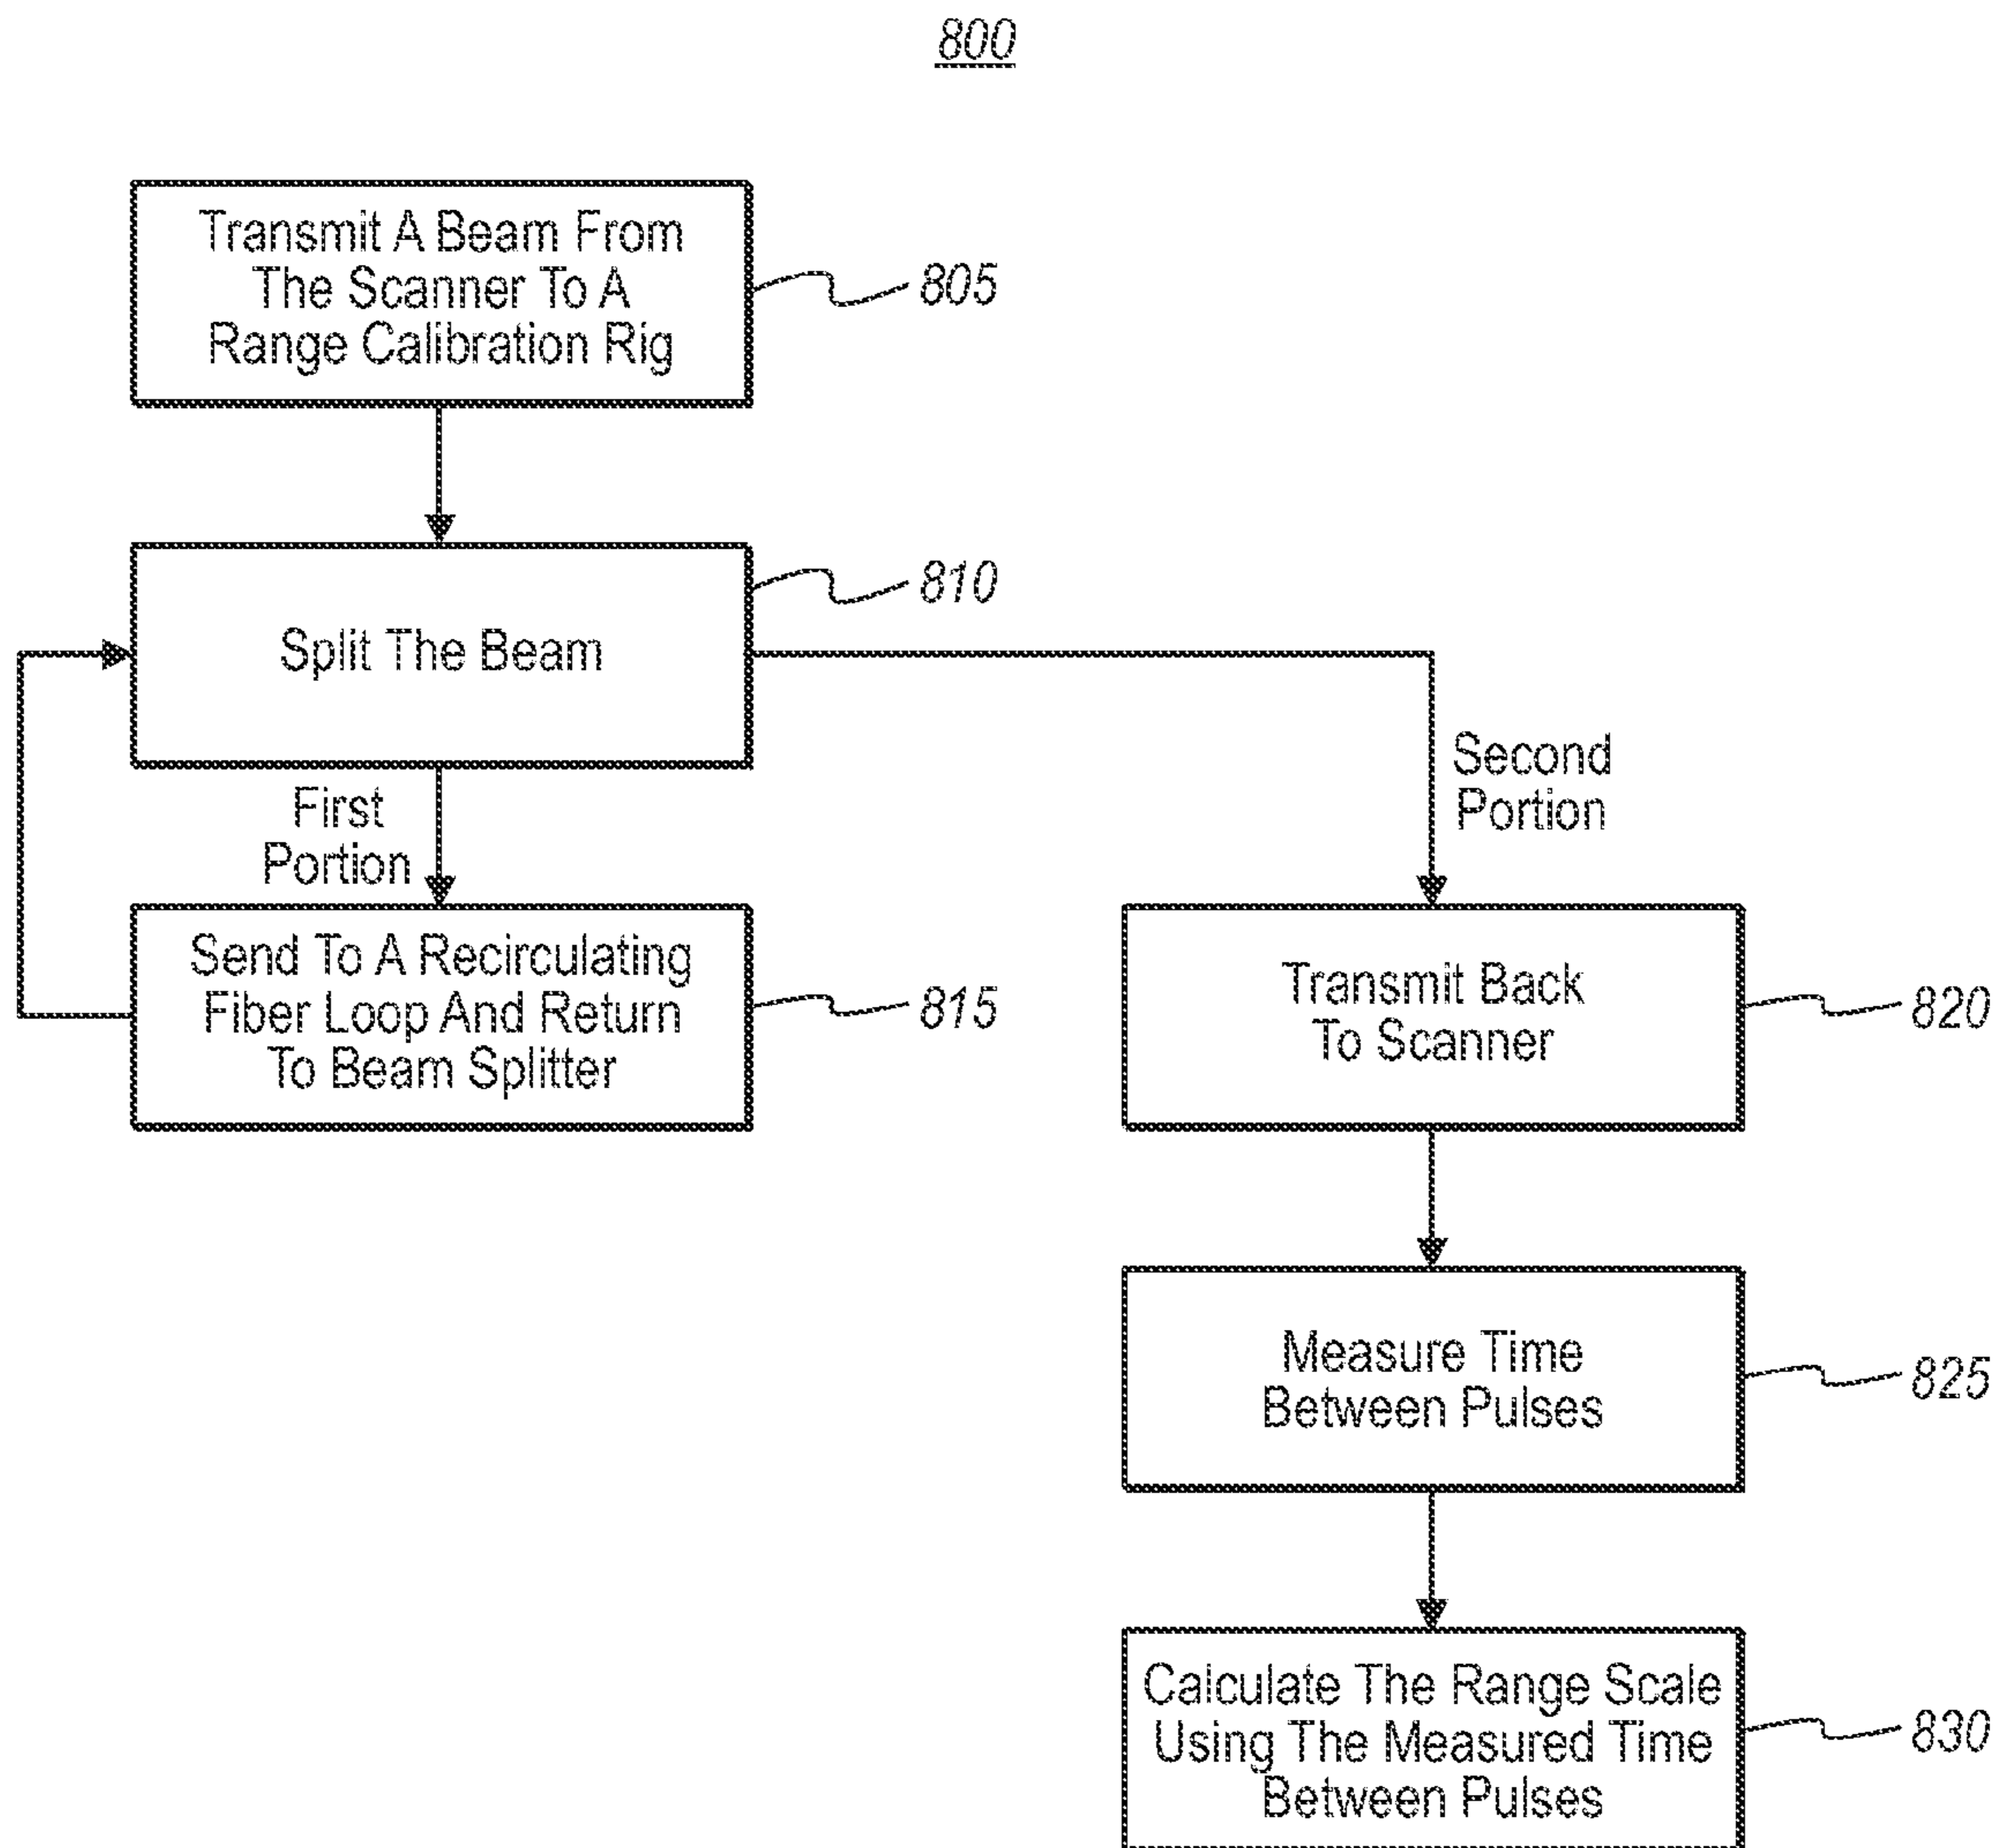 800
Transmit A Beam From
The Scanner To A
Range Calibration Rig
805
Split The Beam
810
First
Portion
Second
Portion
Send To A Recirculating
Fiber Loop And Return
To Beam Splitter
815
Transmit Back
To Scanner
820
Measure Time
Between Pulses
825
Calculate The Range Scale
Using The Measured Time
Between Pulses
830